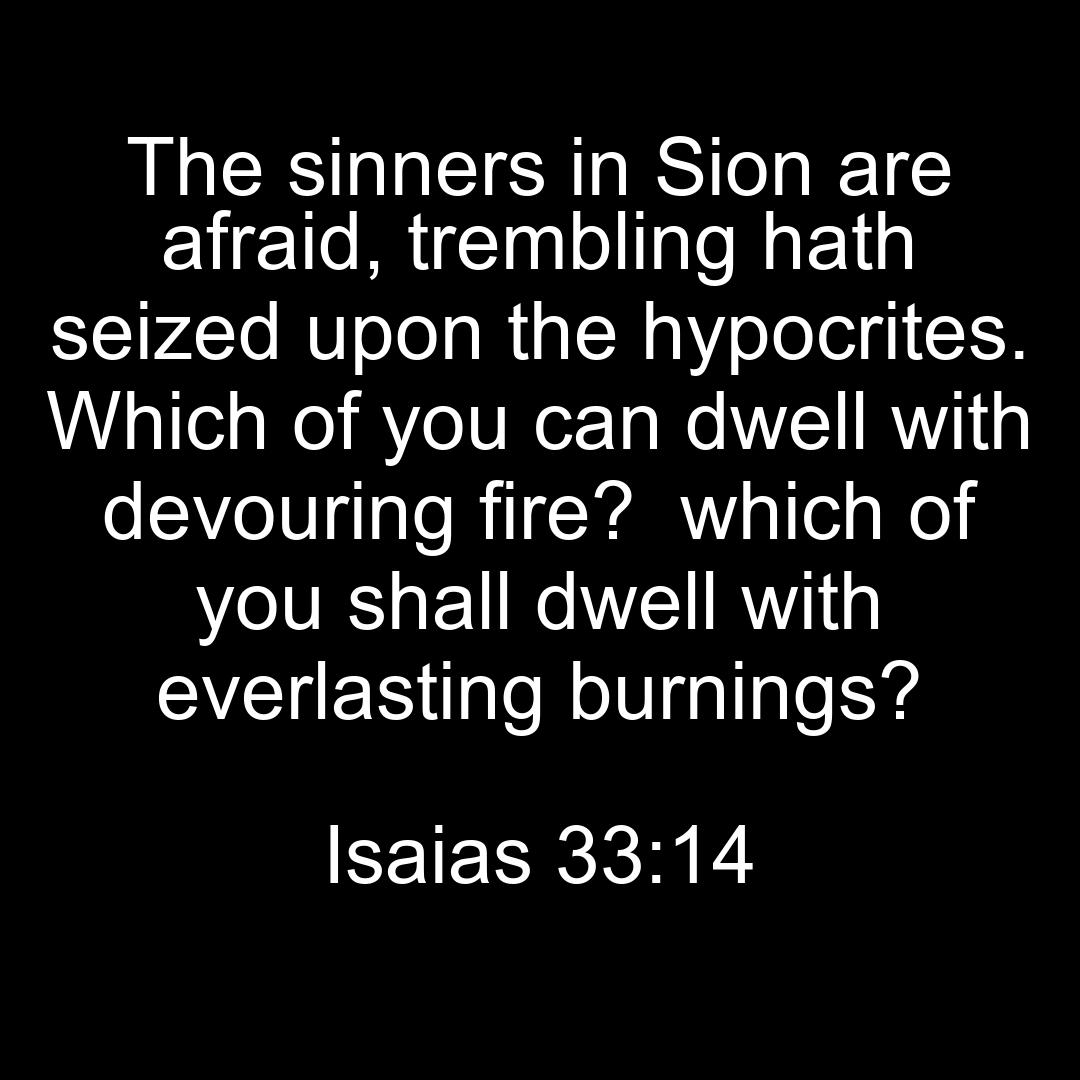 The sinners in Sion are
afraid, trembling hath
seized upon the hypocrites.
Which of you can dwell with
devouring fire?  which of
you shall dwell with
everlasting burnings?
Isaias 33:14